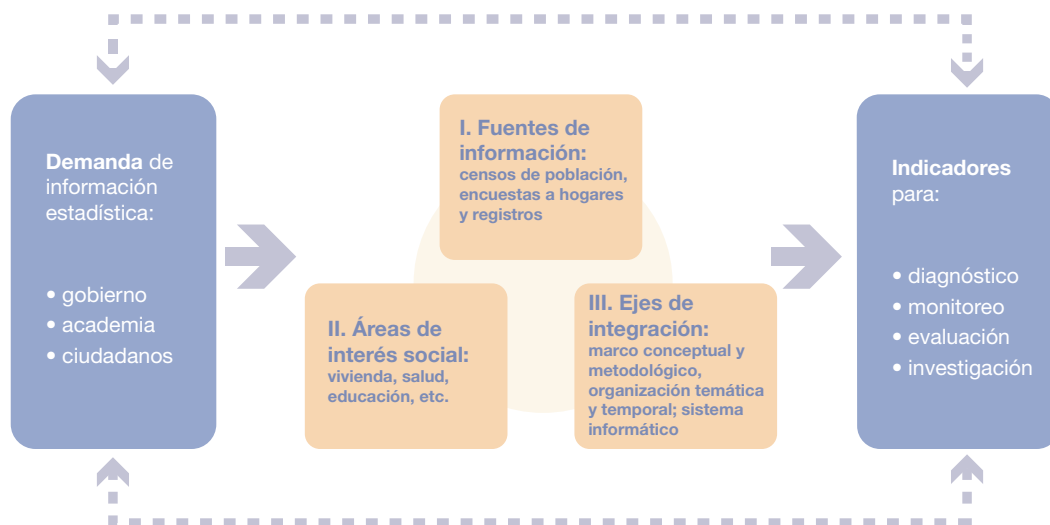 Demanda de
información
estadística:
• gobierno
• academia
• ciudadanos
I. Fuentes de
información:
censos de población,
encuestas a hogares
y registros
II. Áreas de
interés social:
vivienda, salud,
educación, etc.
III. Ejes de
integración:
marco conceptual y
metodológico,
organización temática
y temporal; sistema
informático
Indicadores
para:
• diagnóstico
• monitoreo
• evaluación
• investigación